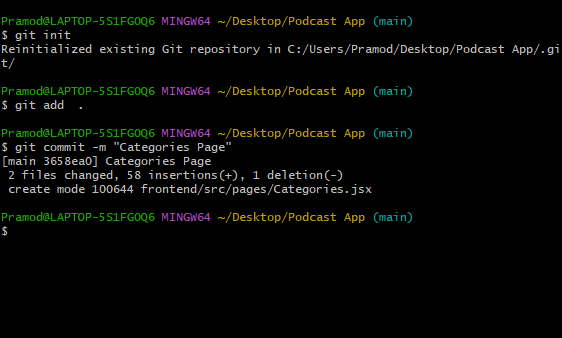 Pramod@LAPTOP-5S1FGOQ6 MINGW64 ~/Desktop/Podcast App (main)
$ git init
Reinitialized existing Git repository in C:/Users/Pramod/Desktop/Podcast App/.gi
t/
Pramod@LAPTOP-5S1FGOQ6 MINGW64 ~/Desktop/Podcast App (main)
$ git add  .
Pramod@LAPTOP-5S1FGOQ6 MINGW64 ~/Desktop/Podcast App (main)
$ git commit -m "Categories Page"
[main 3658ea0] Categories Page
 2 files changed, 58 insertions(+), 1 deletion(-)
 create mode 100644 frontend/src/pages/Categories.jsx
Pramod@LAPTOP-5S1FGOQ6 MINGW64 ~/Desktop/Podcast App (main)
$